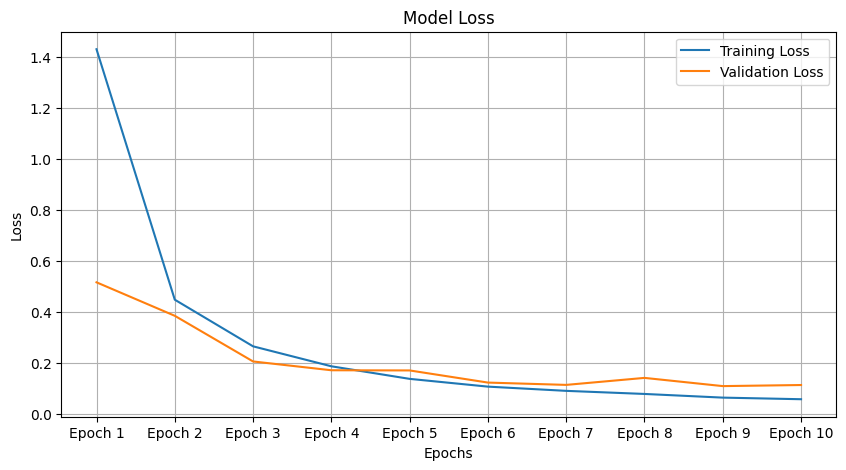 Model Loss
Training Loss
Validation Loss
Loss
1.4
1.2
1.0
0.8
0.6
0.4
0.2
0.0
Epoch 1 Epoch 2 Epoch 3 Epoch 4 Epoch 5 Epoch 6 Epoch 7 Epoch 8 Epoch 9 Epoch 10
Epochs